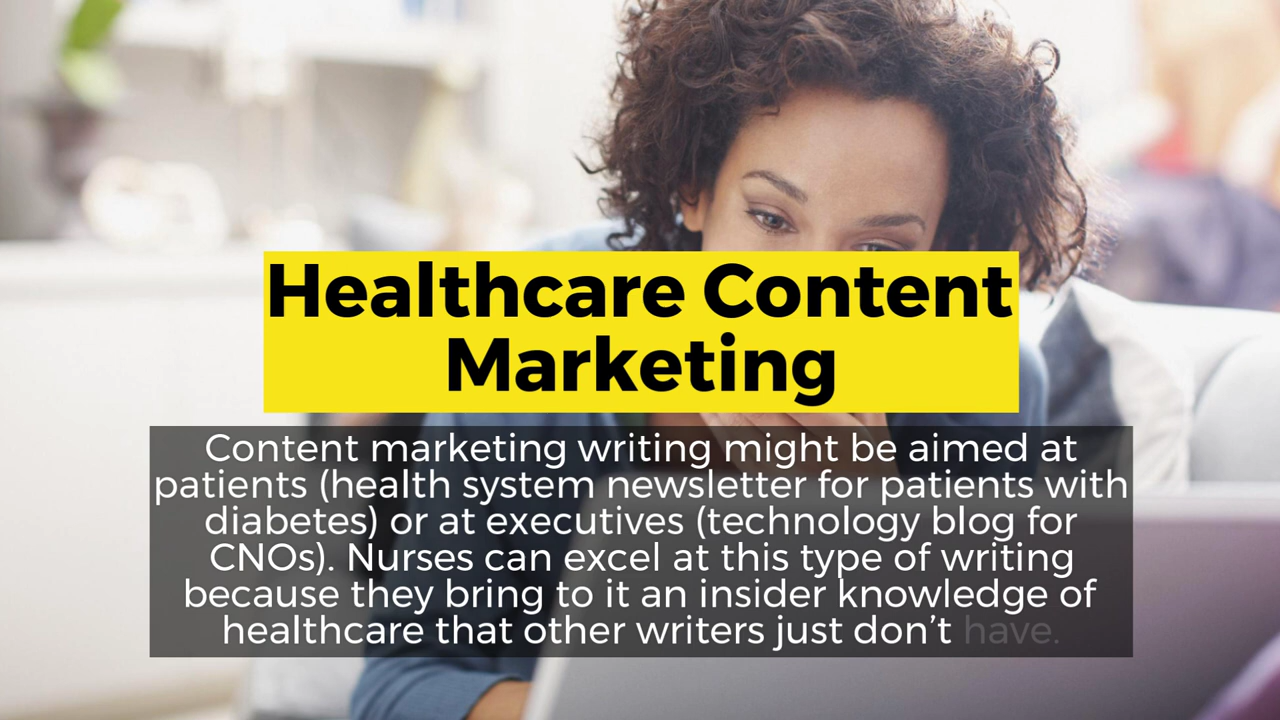 Healthcare Content
Marketing
Content marketing writing might be aimed at
patients (health system newsletter for patients with
diabetes) or at executives (technology blog for
CNOs). Nurses can excel at this type of writing
because they bring to it an insider knowledge of
healthcare that other writers just don’t have.